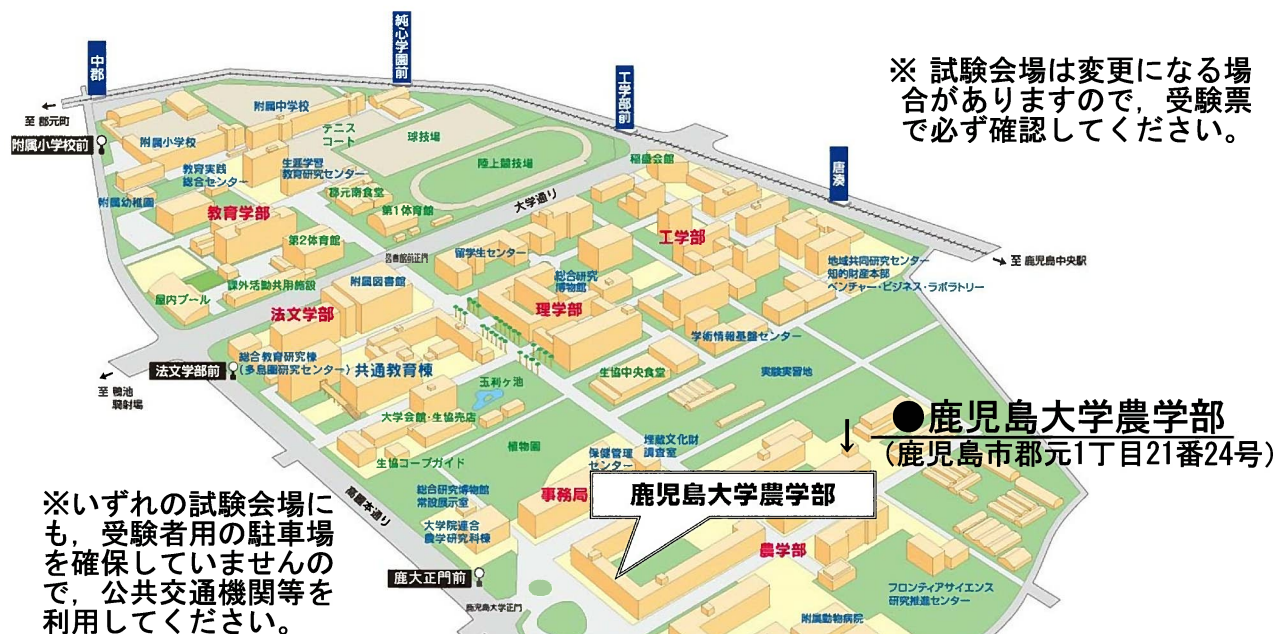 純心学園前
中郡
工学部前
唐湊
※ 試験会場は変更になる場
合がありますので，受験票
で必ず確認してください。
至 郡元町
附属小学校前
附属中学校
テニス
コート
球技場
附属小学校
教育実践
総合センター
生涯学習
教育研究センター
陸上競技場
稲盛会館
附属幼稚園
郡元南食堂
教育学部
第1体育館
大学通り
第2体育館
図書館前正門
留学生センター
工学部
地域共同研究センター
知的財産本部
ベンチャー・ビジネス・ラボラトリー
至 鹿児島中央駅
総合研究
博物館
課外活動共用施設
附属図書館
屋内プール
法文学部
理学部
学術情報基盤センター
総合教育研究棟
(多島圏研究センター)
共通教育棟
法文学部前
至 鴨池
騎射場
玉利ヶ池
生協中央食堂
実験実習地
大学会館・生協売店
●鹿児島大学農学部
(鹿児島市郡元1丁目21番24号)
↓
植物園
埋蔵文化財
調査室
保健管理
センター
生協コープガイド
高麗本通り
総合研究博物館
常設展示室
事務局
鹿児島大学農学部
大学院連合
農学研究科棟
農学部
※いずれの試験会場に
も，受験者用の駐車場
を確保していませんの
で，公共交通機関等を
利用してください。
鹿大正門前
鹿児島大学正門
フロンティアサイエンス
研究推進センター
附属動物病院